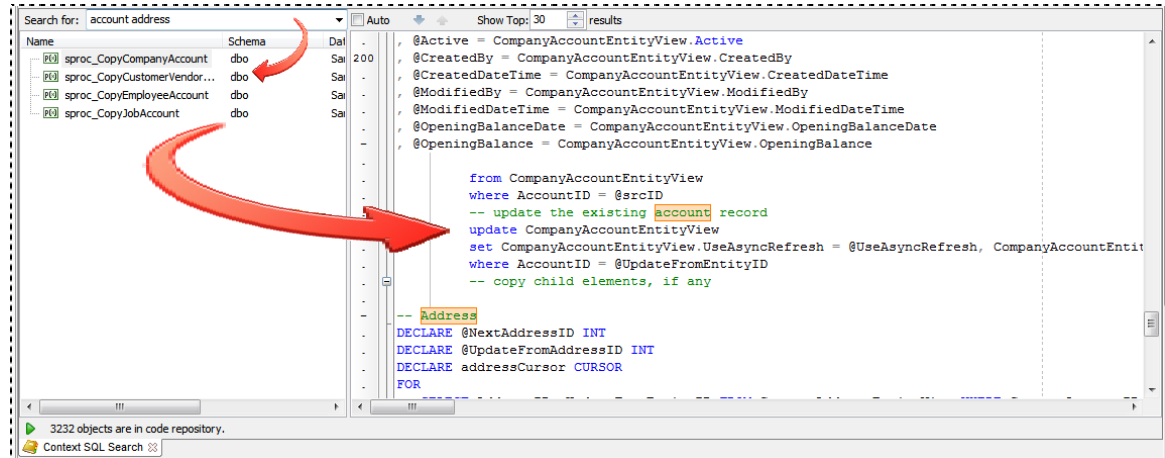 Search for: account address Auto Show Top: 30 results
Name Schema Dat
sproc_CopyCompanyAccount dbo Sar
sproc_CopyCustomerVendor... dbo Sar
sproc_CopyEmployeeAccount dbo Sar
sproc_CopyJobAccount dbo Sar
, @Active = CompanyAccountEntityView.Active
200 , @CreatedBy = CompanyAccountEntityView.CreatedBy
, @CreatedDateTime = CompanyAccountEntityView.CreatedDateTime
, @ModifiedBy = CompanyAccountEntityView.ModifiedBy
, @ModifiedDateTime = CompanyAccountEntityView.ModifiedDateTime
, @OpeningBalanceDate = CompanyAccountEntityView.OpeningBalanceDate
, @OpeningBalance = CompanyAccountEntityView.OpeningBalance
from CompanyAccountEntityView
where AccountID = @srcID
-- update the existing account record
update CompanyAccountEntityView
set CompanyAccountEntityView.UseAsyncRefresh = @UseAsyncRefresh, CompanyAccountEntit
where AccountID = @UpdateFromEntityID
-- copy child elements, if any
-- Address
DECLARE @NextAddressID INT
DECLARE @UpdateFromAddressID INT
DECLARE addressCursor CURSOR
FOR
3232 objects are in code repository.
Context SQL Search